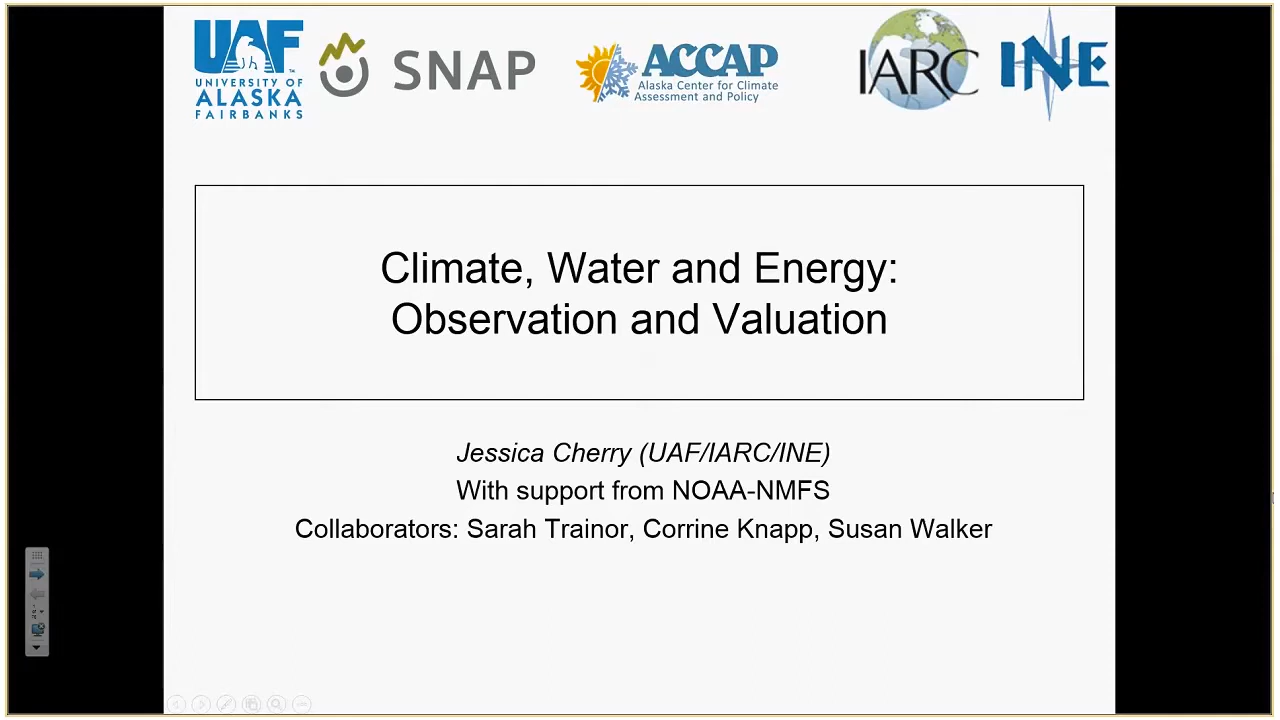 UAF
UNIVERSITY OF
ALASKA
FAIRBANKS
SNAP
ACCAP
Alaska Center for Climate
Assessment and Policy
IARC
INE
Climate, Water and Energy:
Observation and Valuation
Jessica Cherry (UAF/IARC/INE)
With support from NOAA-NMFS
Collaborators: Sarah Trainor, Corrine Knapp, Susan Walker